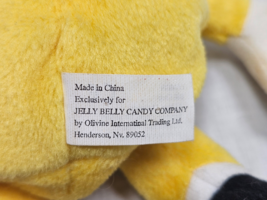 Made in China
Exclusively for
JELLY BELLY CANDY COMPANY
by Olivine International Trading Ltd.
Henderson, Nv. 89052